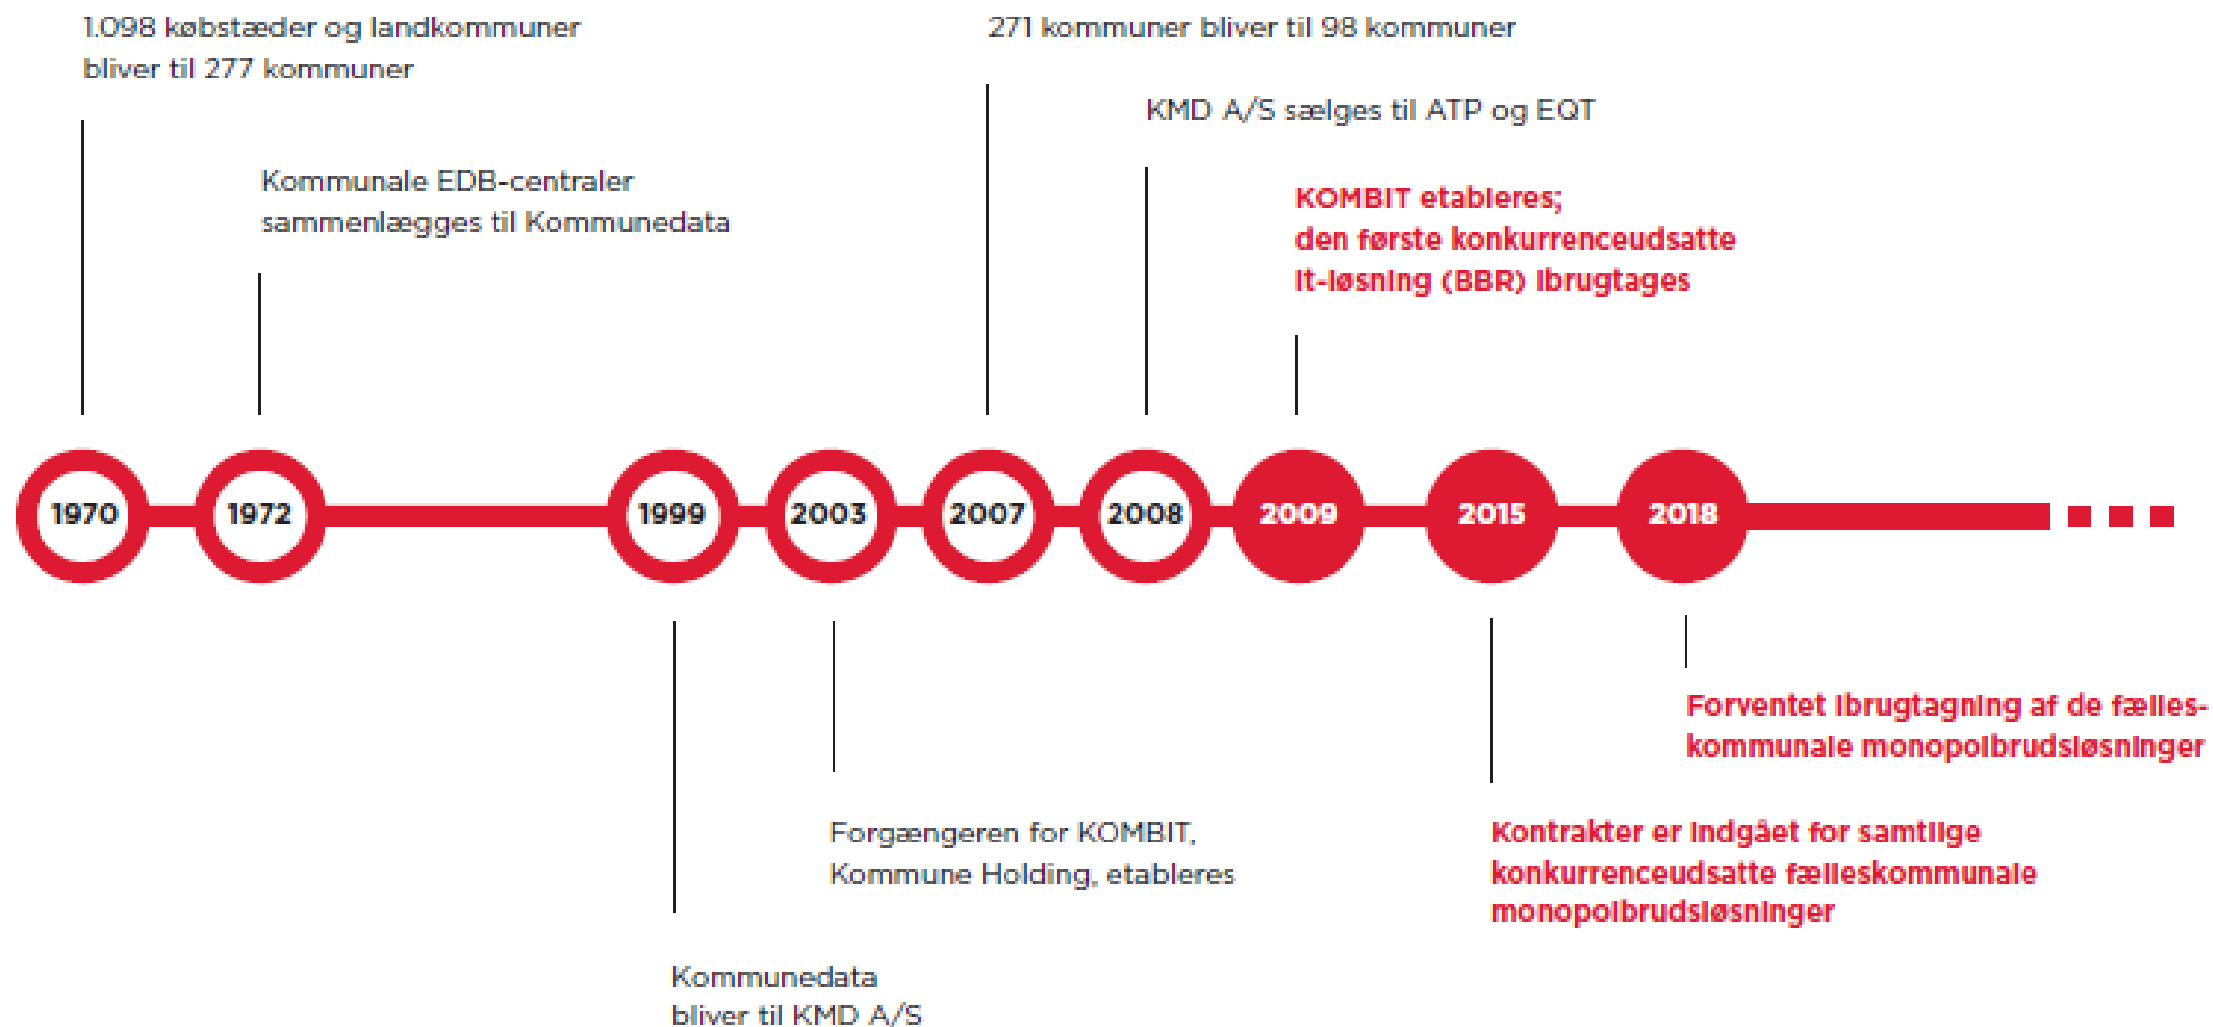 1.098 købstæder og landkommuner
bliver til 277 kommuner
271 kommuner bliver til 98 kommuner
KMD A/S sælges til ATP og EQT
Kommunale EDB-centraler
sammenlægges til Kommunedata
KOMBIT etableres;
den første konkurrenceudsatte
it-løsning (BBR) ibrugtages
1970
1972
1999
2003
2007
2008
2009
2015
2018
Forventet ibrugtagning af de fælles-
kommunale monopolbrudsløsninger
Forgængeren for KOMBIT,
Kommune Holding, etableres
Kontrakter er indgået for samtlige
konkurrenceudsatte fælleskommunale
monopolbrudsløsninger
Kommunedata
bliver til KMD A/S